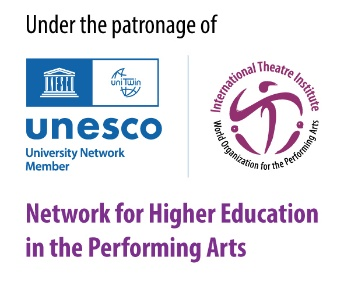 Under the patronage of
uniTwin
unesco
University Network
Member
International Theatre Institute
World Organization for the Performing Arts
Network for Higher Education
in the Performing Arts